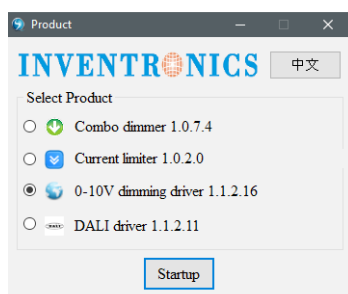 Product
INVENTRONICS
中文
Select Product
Combo dimmer 1.0.7.4
Current limiter 1.0.2.0
0-10V dimming driver 1.1.2.16
DALI driver 1.1.2.11
Startup